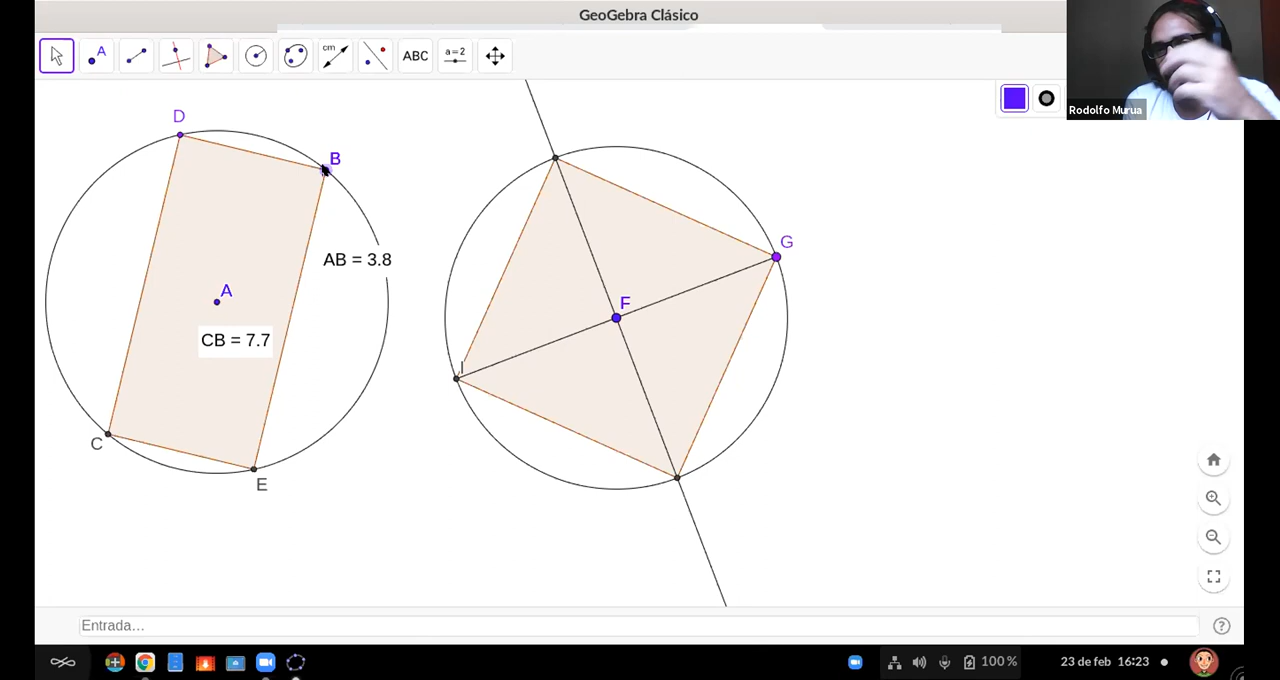 GeoGebra Clásico
A
cm
ABC
a=2
Rodolfo Murua
D
B
AB = 3.8
G
A
F
CB = 7.7
I
C
E
Entrada...
?
100 %
23 de feb 16:23